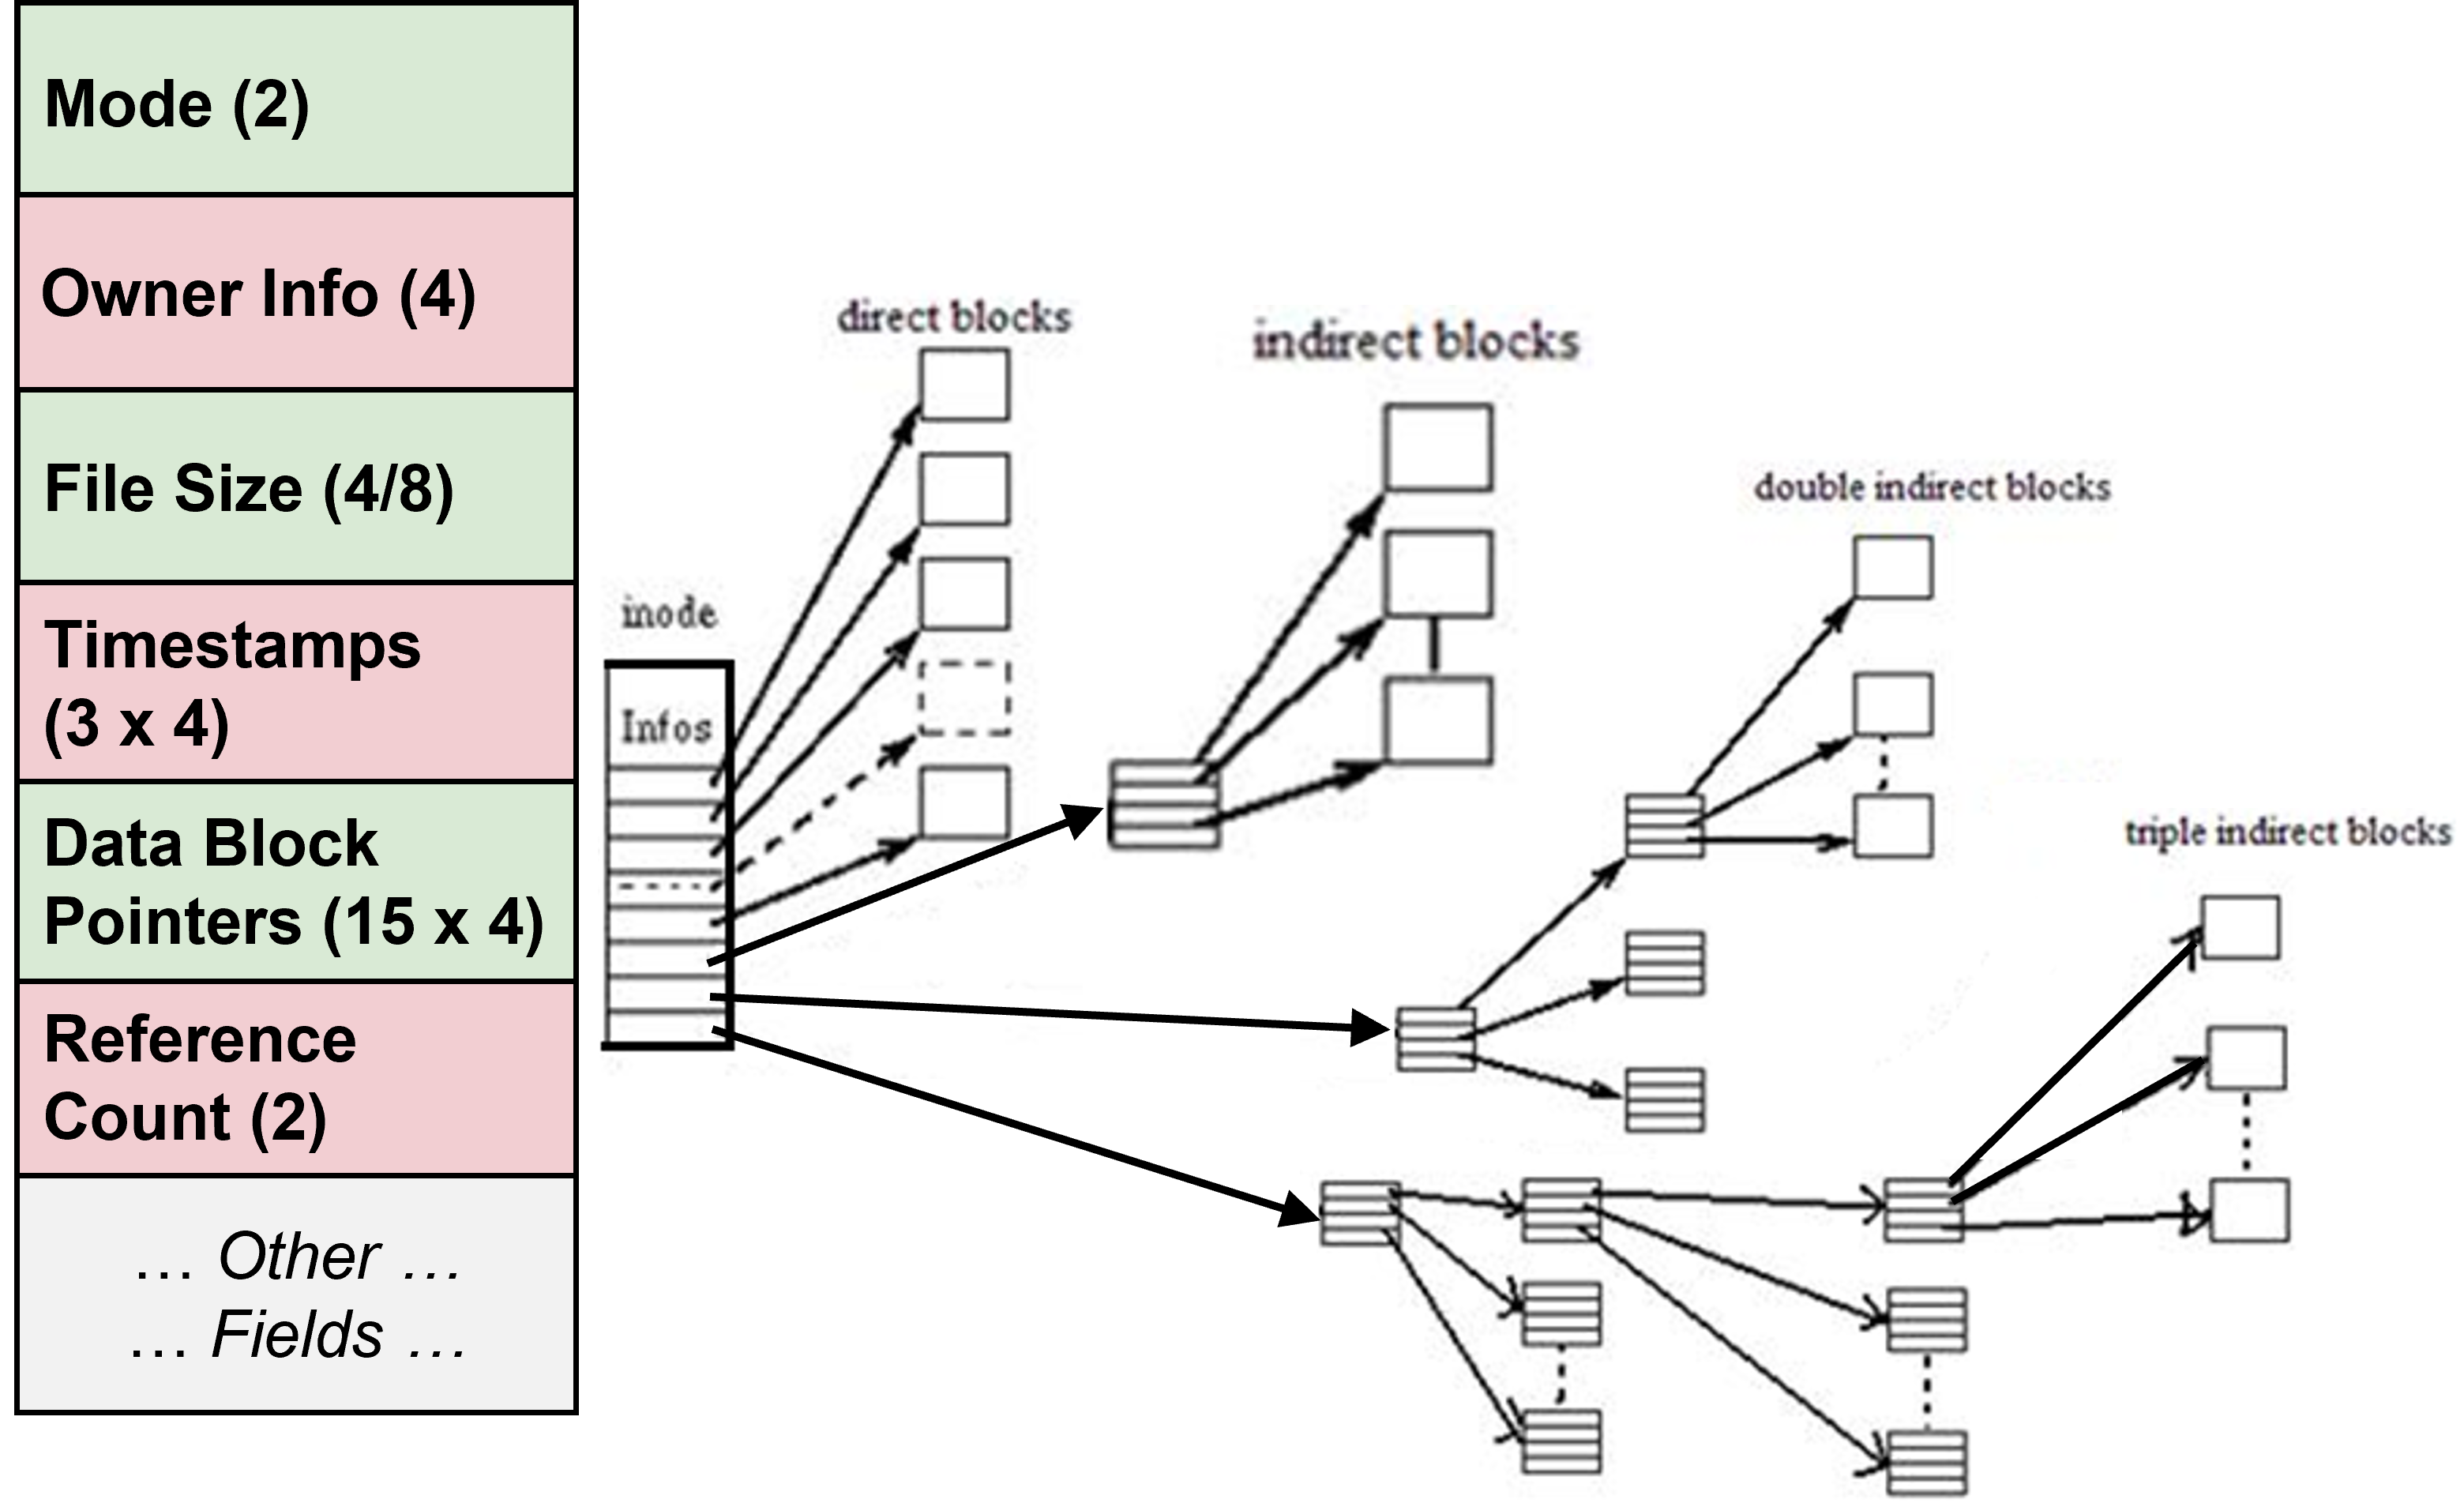 Mode (2)
Owner Info (4)
File Size (4/8)
Timestamps
(3 x 4)
Data Block
Pointers (15 x 4)
Reference
Count (2)
… Other …
… Fields …
inode
Infos
direct blocks
indirect blocks
double indirect blocks
triple indirect blocks